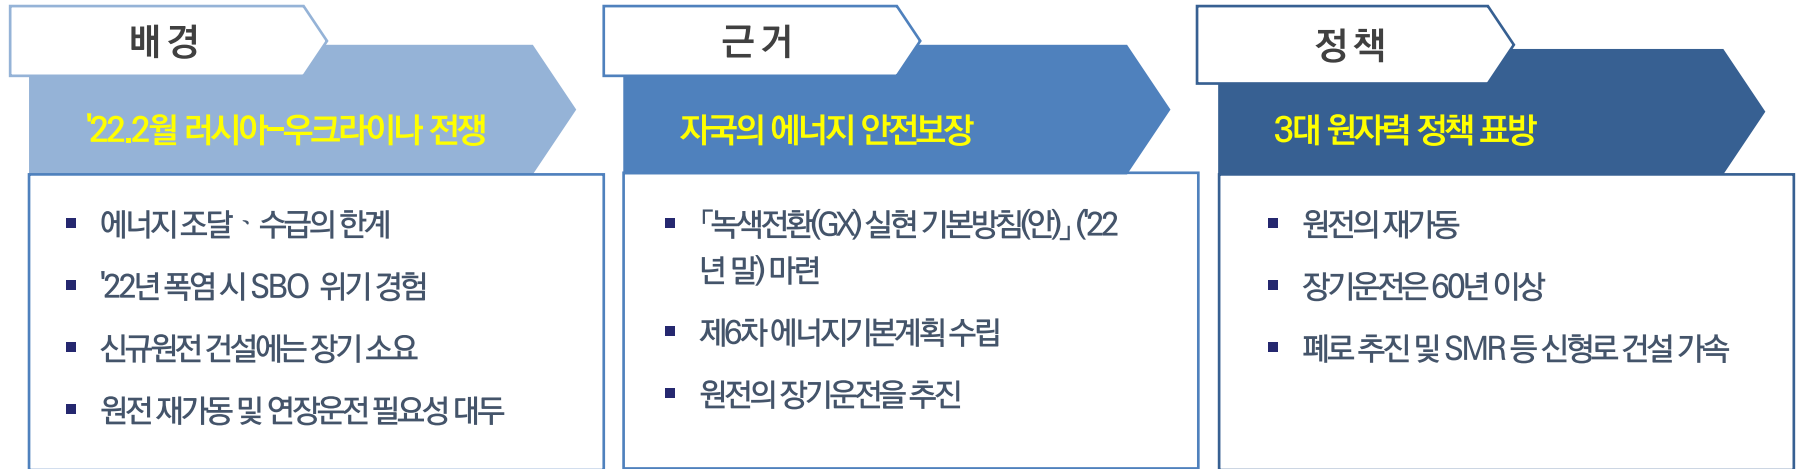 배경
'22.2월 러시아-우크라이나 전쟁
에너지 조달、수급의 한계
'22년 폭염 시 SBO 위기 경험
신규원전 건설에는 장기 소요
원전 재가동 및 연장운전 필요성 대두
근거
자국의 에너지 안전보장
「녹색전환(GX) 실현 기본방침(안)」('22
년 말) 마련
제6차 에너지기본계획 수립
원전의 장기운전을 추진
정책
3대 원자력 정책 표방
원전의 재가동
장기운전은 60년 이상
폐로 추진 및 SMR 등 신형로 건설 가속